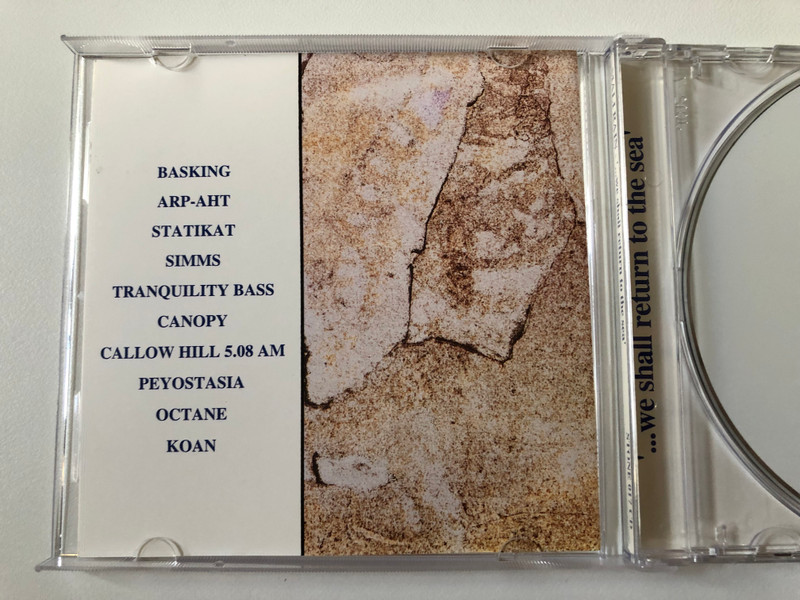 BASKING
ARP-AHT
STATIKAT
SIMMS
TRANQUILITY BASS
CANOPY
CALLOW HILL 5.08 AM
PEYOSTASIA
OCTANE
KOAN
'...we shall return to the sea'